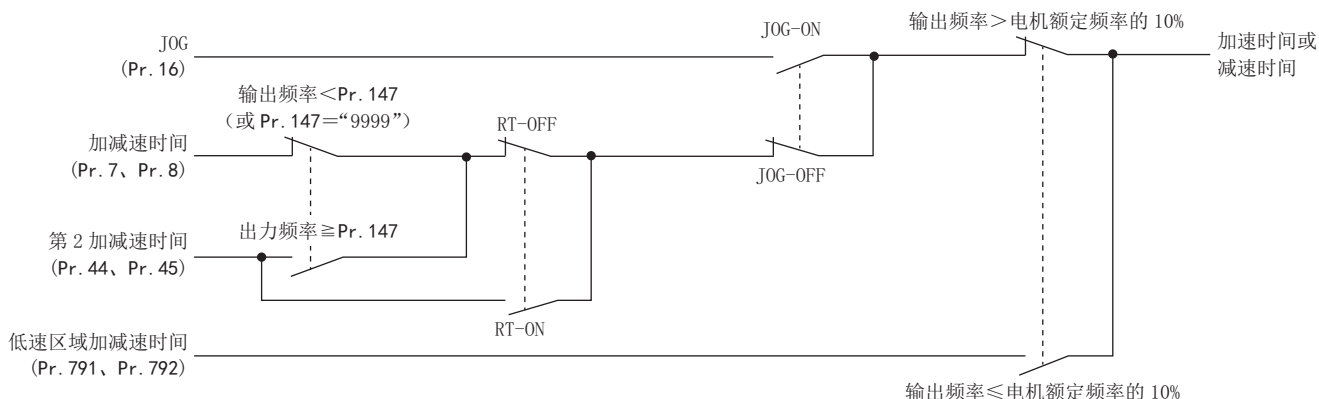 输出频率＞电机额定频率的 10%
JOG-ON
JOG
(Pr.16)
加速时间或
减速时间
输出频率＜Pr.147
（或 Pr.147＝“9999”）
RT-OFF
加减速时间
(Pr.7、Pr.8)
JOG-OFF
第 2 加减速时间
(Pr.44、Pr.45)
出力频率≧Pr.147
RT-ON
低速区域加减速时间
(Pr.791、Pr.792)
输出频率≤电机额定频率的 10%